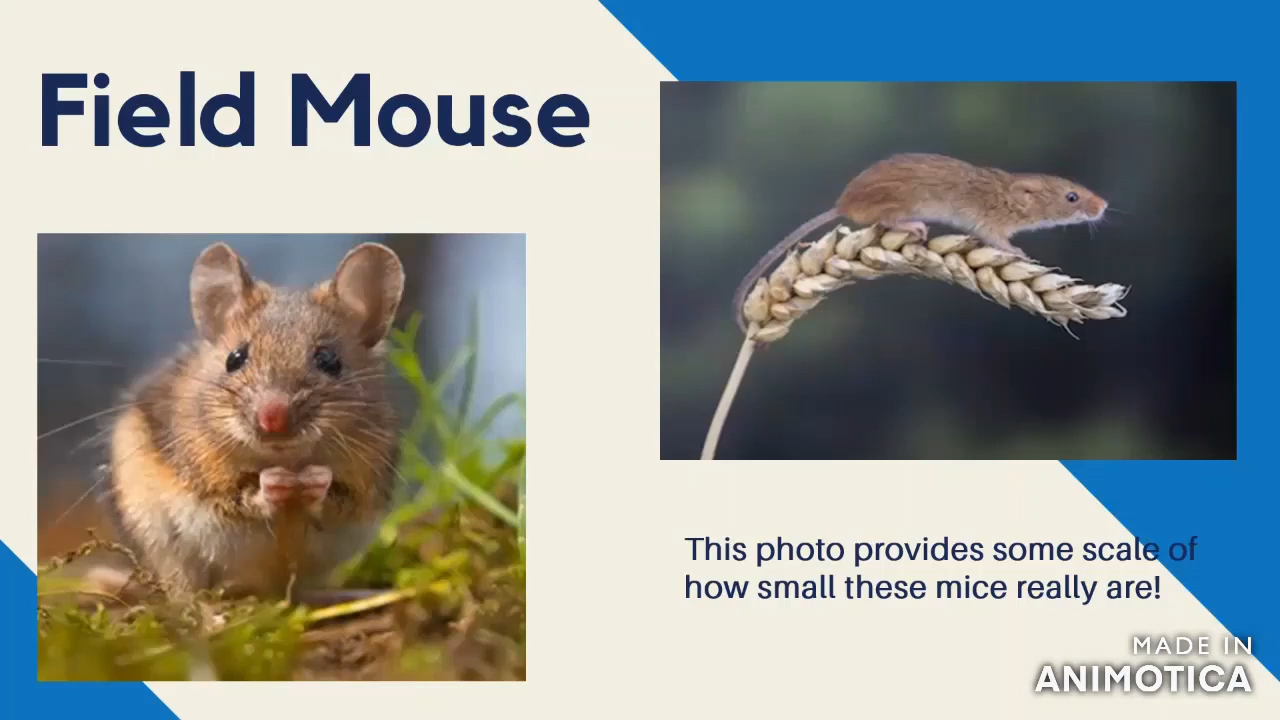 Field Mouse
This photo provides some scale of
how small these mice really are!
MADE IN
ANIMOTICA